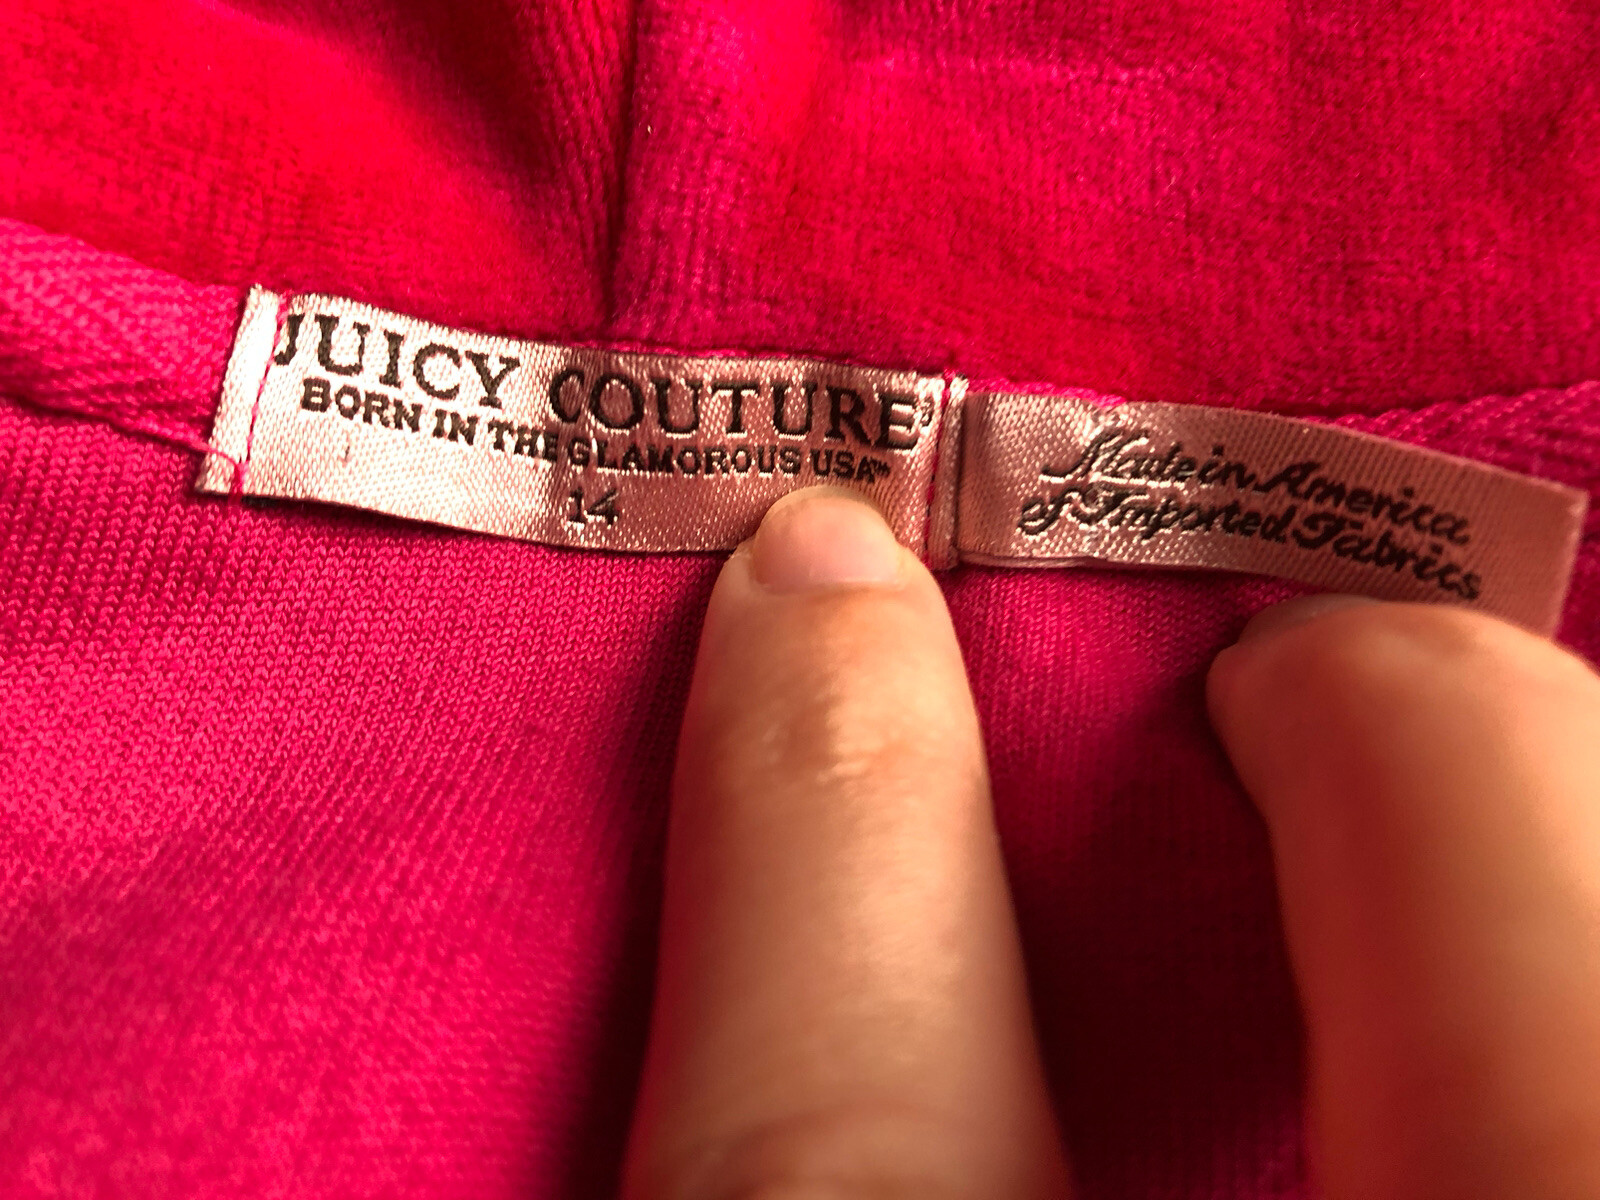 JUICY COUTURE®
BORN IN THE GLAMOROUS USA™
14
Made in America
of Imported Fabrics